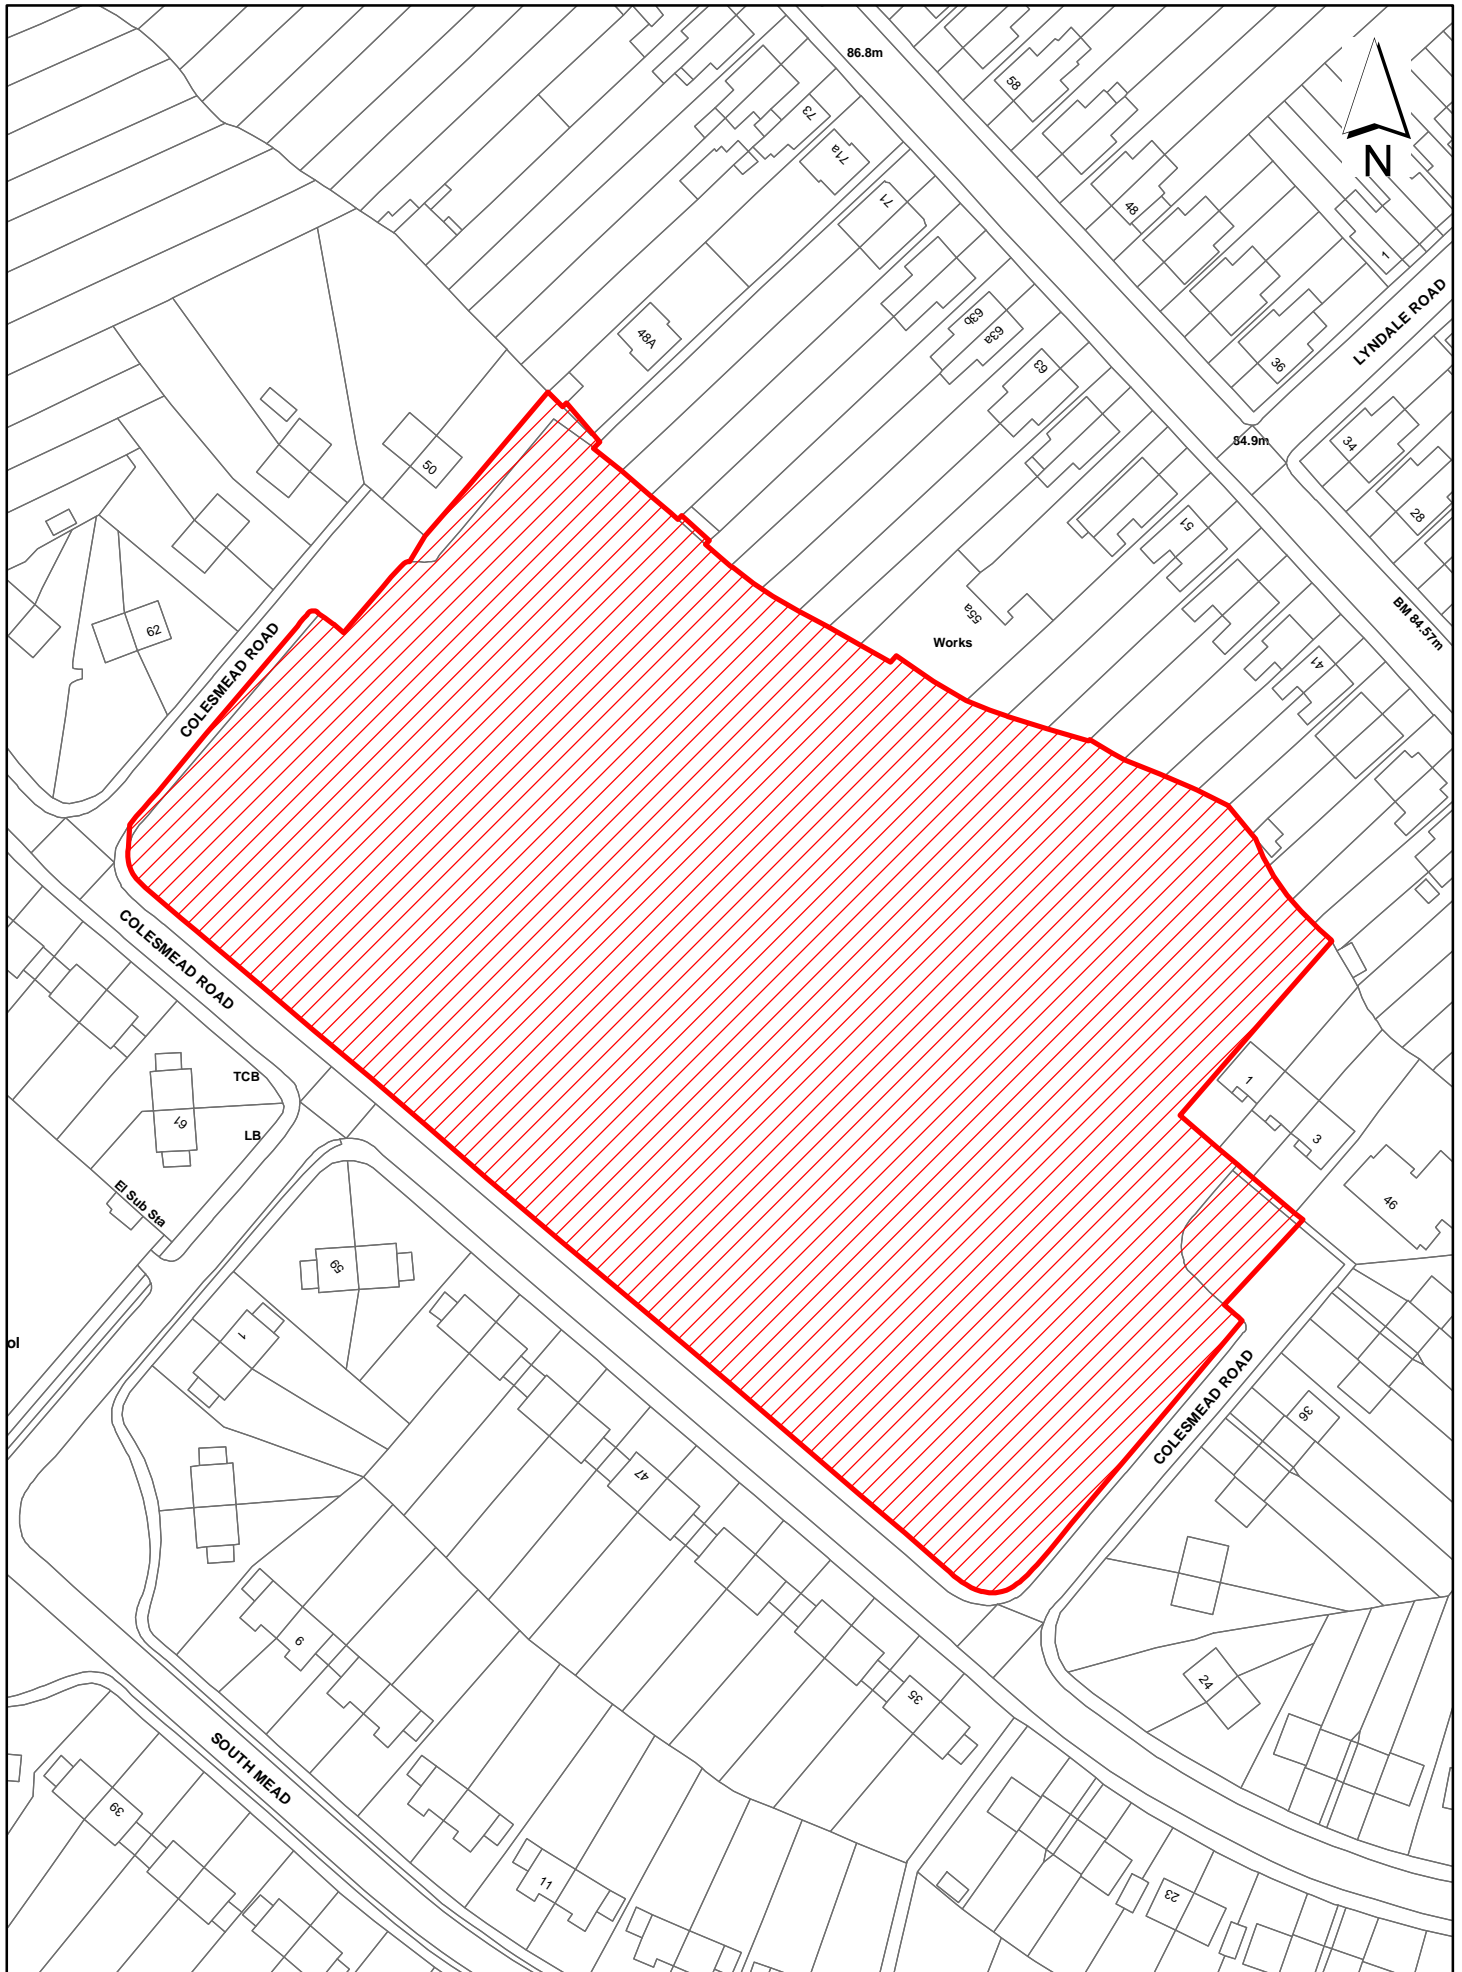 86.8m
58
73
71a
N
48
71
1
LYNDALE ROAD
63b
63a
48A
36
63
84.9m
34
50
28
51
55a
BM 84.57m
62
COLESMEAD ROAD
Works
41
COLESMEAD ROAD
TCB
1
61
LB
3
El Sub Sta
46
59
1
ol
COLESMEAD ROAD
36
47
6
24
35
SOUTH MEAD
39
11
23